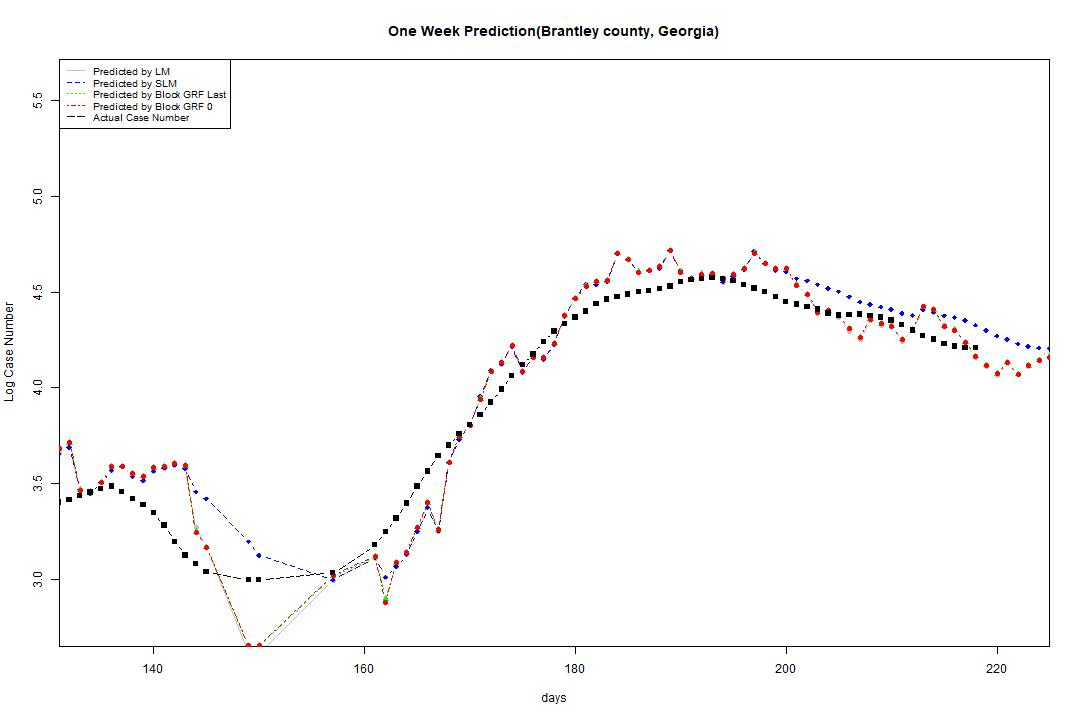 One Week Prediction(Brantley county, Georgia)
Predicted by LM
Predicted by SLM
Predicted by Block GRF Last
Predicted by Block GRF 0
Actual Case Number
5.5
5.0
4.5
4.0
3.5
3.0
Log Case Number
140 160 180 200 220
days